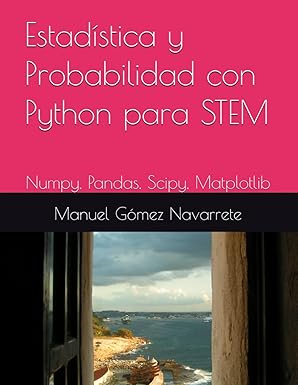 Estadística y
Probabilidad con
Python para STEM
Numpy, Pandas, Scipy, Matplotlib
Manuel Gómez Navarrete